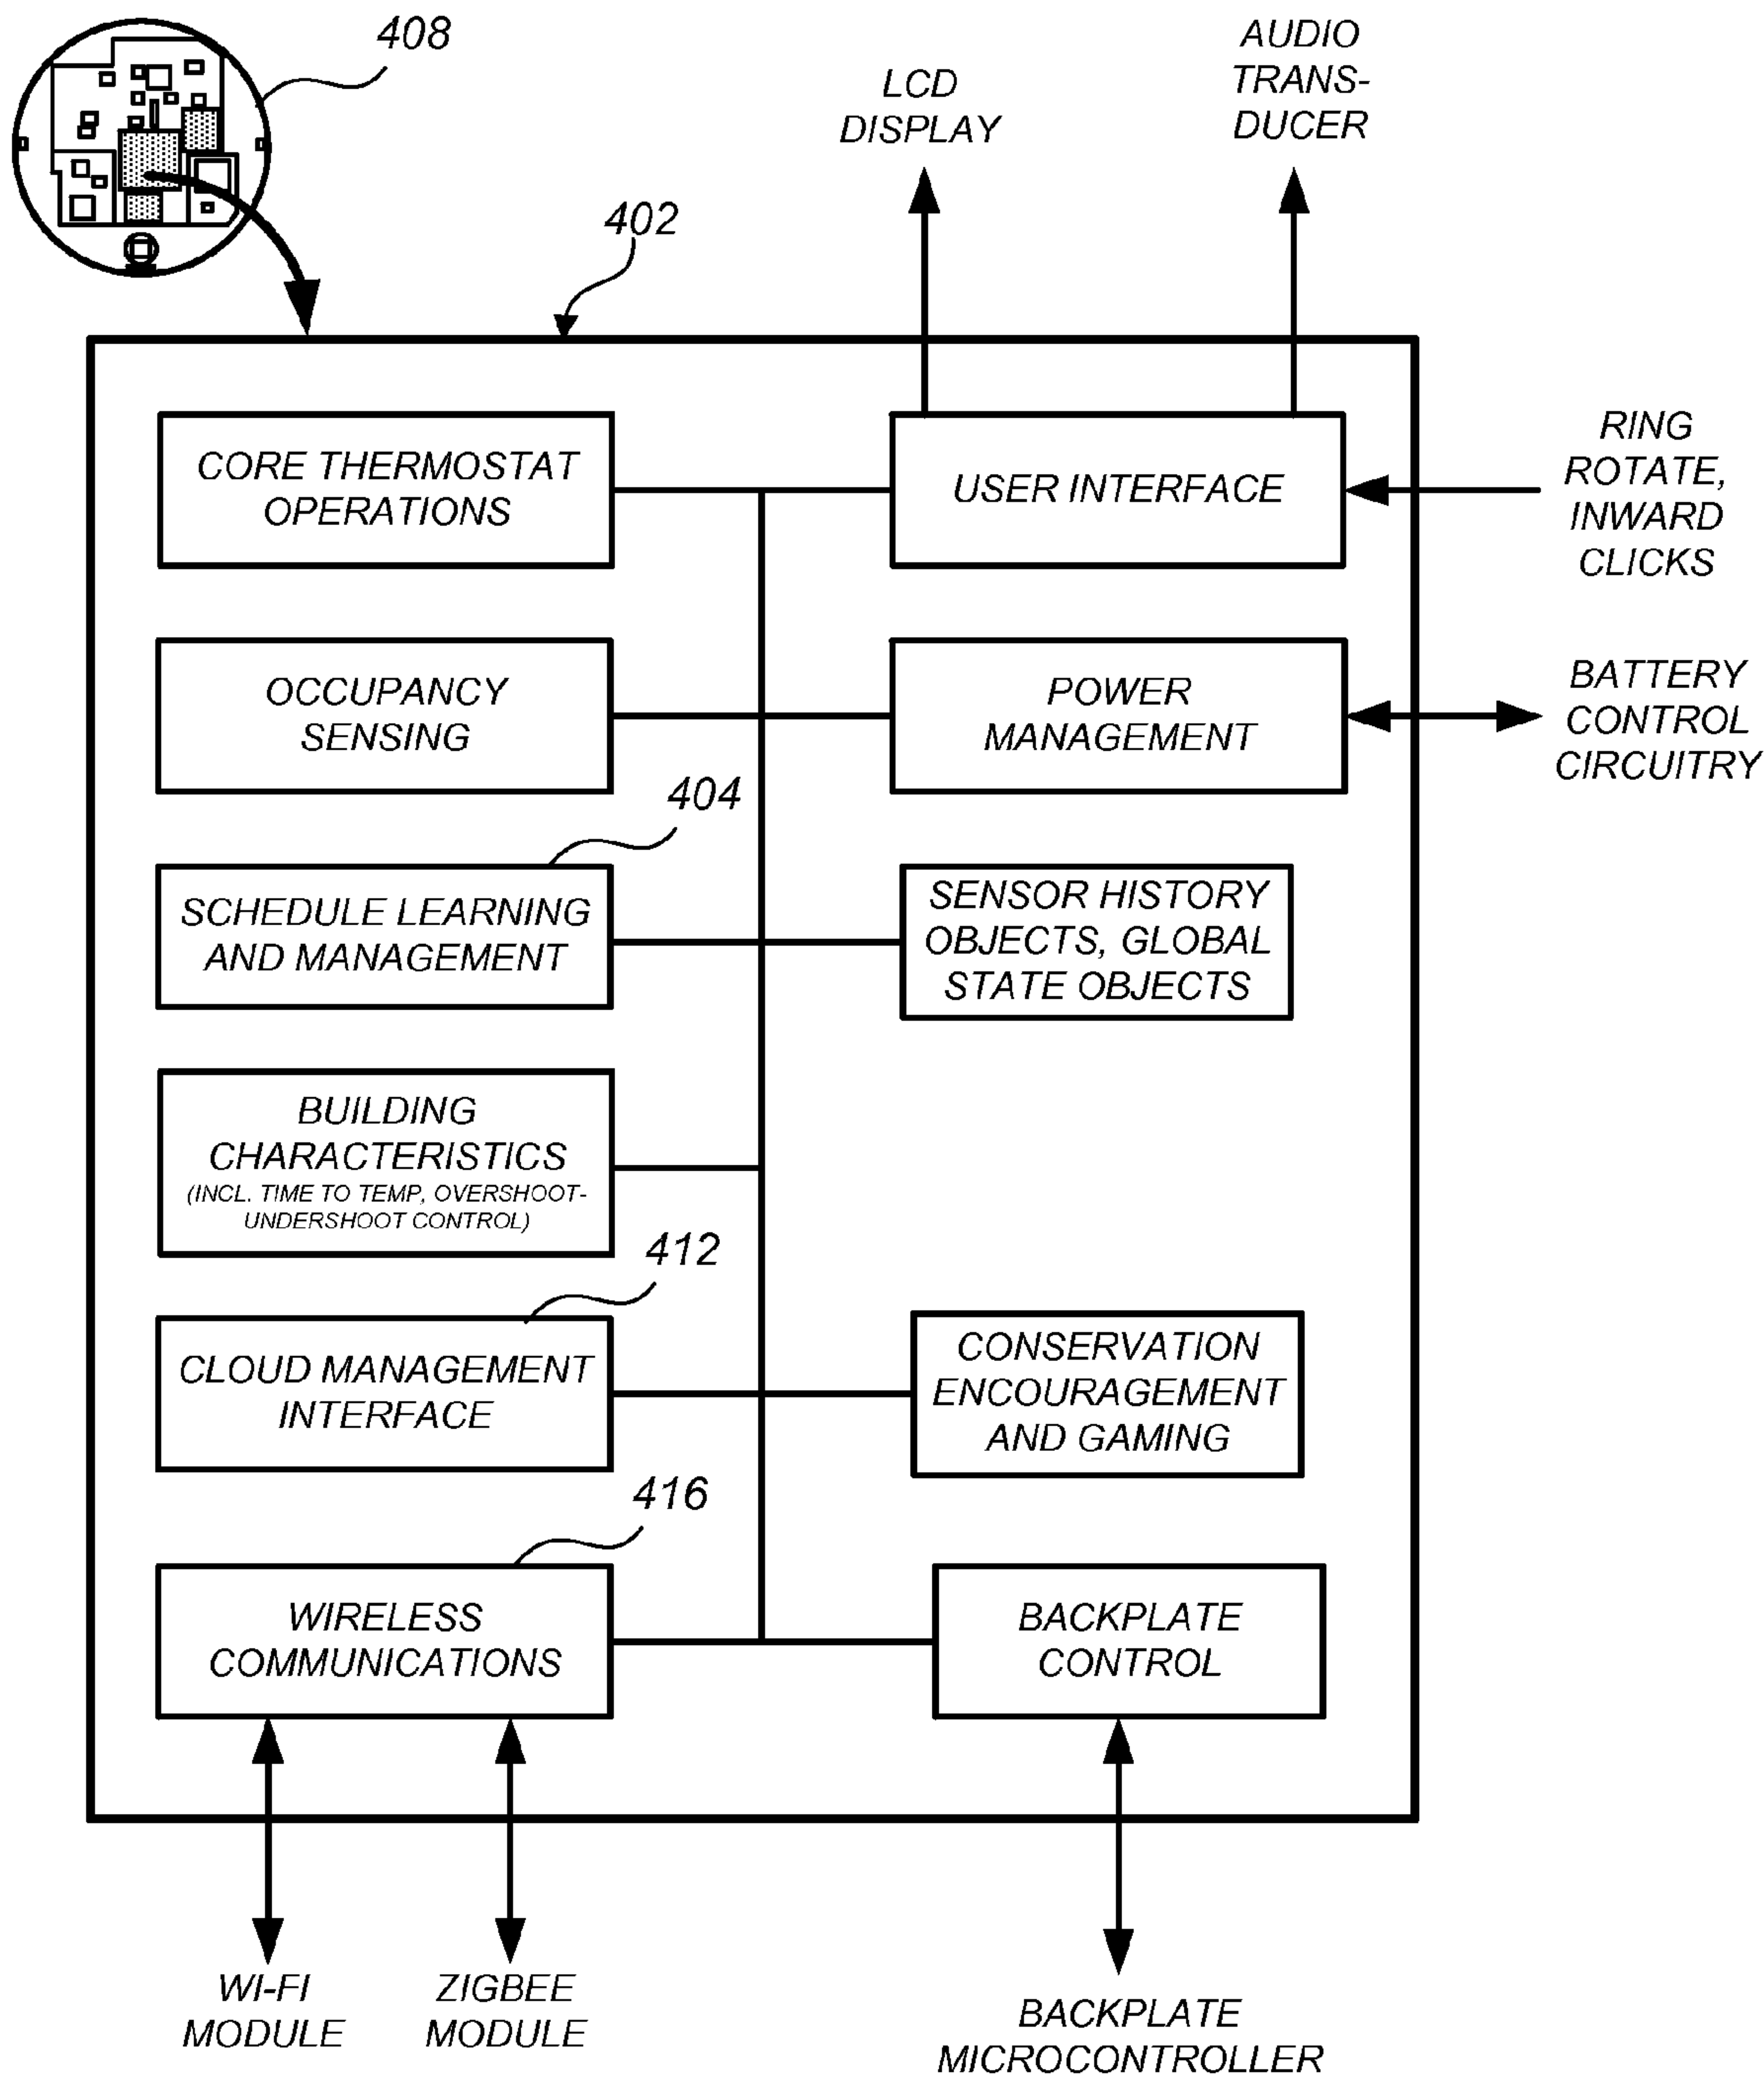 408
LCD
DISPLAY
AUDIO
TRANS-
DUCER
402
CORE THERMOSTAT
OPERATIONS
USER INTERFACE
RING
ROTATE,
INWARD
CLICKS
OCCUPANCY
SENSING
POWER
MANAGEMENT
BATTERY
CONTROL
CIRCUITRY
404
SCHEDULE LEARNING
AND MANAGEMENT
SENSOR HISTORY
OBJECTS, GLOBAL
STATE OBJECTS
BUILDING
CHARACTERISTICS
(INCL. TIME TO TEMP, OVERSHOOT-
UNDERSHOOT CONTROL)
412
CLOUD MANAGEMENT
INTERFACE
CONSERVATION
ENCOURAGEMENT
AND GAMING
416
WIRELESS
COMMUNICATIONS
BACKPLATE
CONTROL
WI-FI
MODULE
ZIGBEE
MODULE
BACKPLATE
MICROCONTROLLER